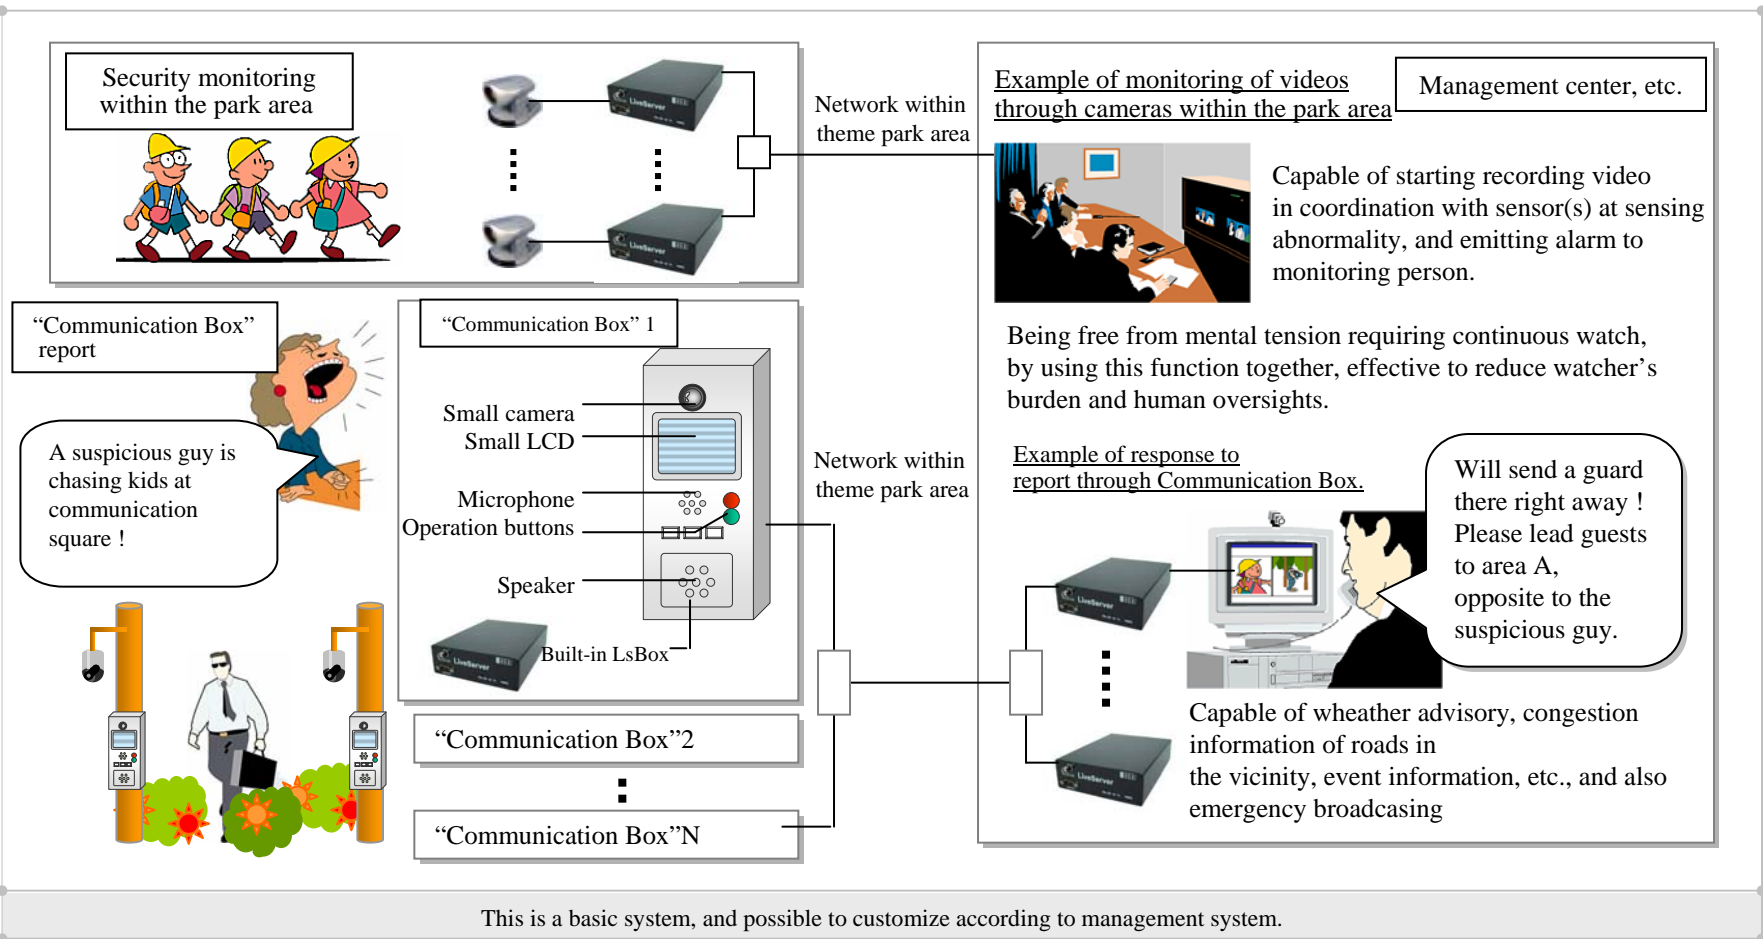 Security monitoring
within the park area
LiveServer
LiveServer
Network within
theme park area
Example of monitoring of videos
through cameras within the park area
Management center, etc.
Capable of starting recording video
in coordination with sensor(s) at sensing
abnormality, and emitting alarm to
monitoring person.
Being free from mental tension requiring continuous watch,
by using this function together, effective to reduce watcher’s
burden and human oversights.
“Communication Box”
report
A suspicious guy is
chasing kids at
communication
square !
“Communication Box” 1
Small camera
Small LCD
Microphone
Operation buttons
Speaker
LiveServer
Built-in LsBox
“Communication Box”2
“Communication Box”N
Network within
theme park area
Example of response to
report through Communication Box.
Will send a guard
there right away !
Please lead guests
to area A,
opposite to the
suspicious guy.
LiveServer
LiveServer
Capable of wheather advisory, congestion
information of roads in
the vicinity, event information, etc., and also
emergency broadcasing
This is a basic system, and possible to customize according to management system.